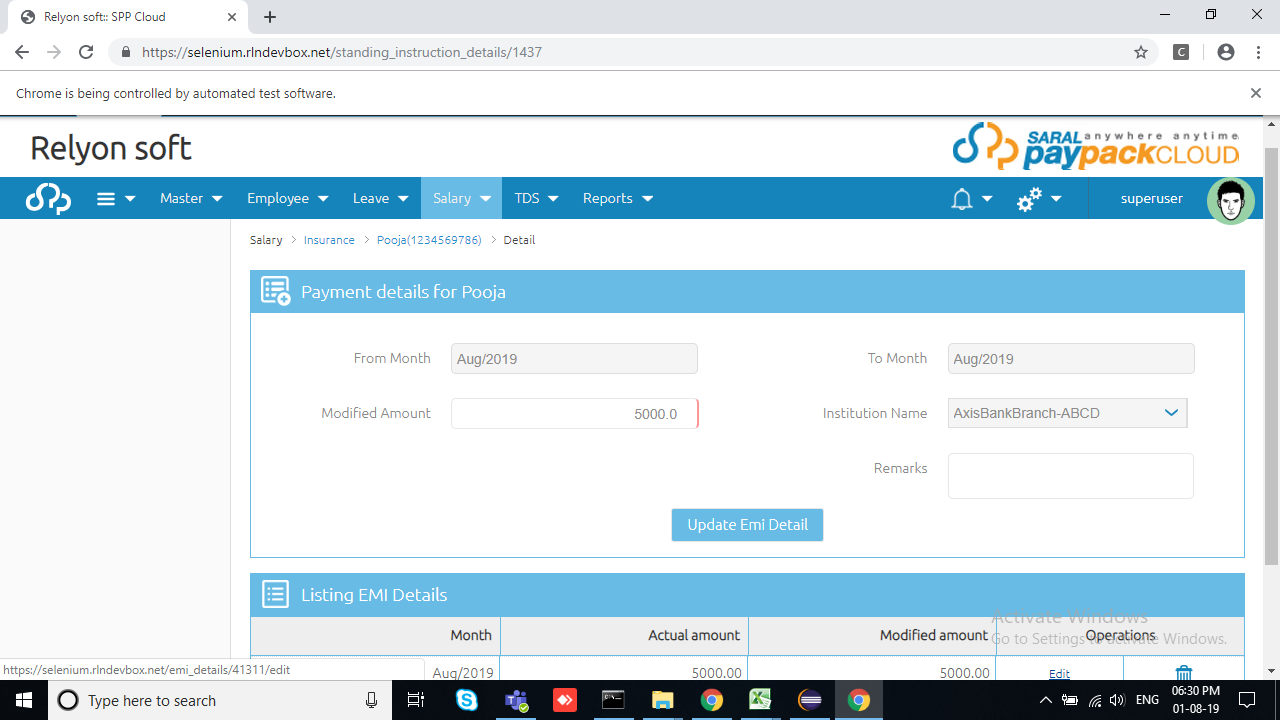 Relyon soft:: SPP Cloud
https://selenium.rlndevbox.net/standing_instruction_details/1437
C
Chrome is being controlled by automated test software.
Relyon soft
SARAL anywhere anytime
paypackCLOUD
Master Employee Leave Salary TDS Reports superuser
Salary > Insurance > Pooja(1234569786) > Detail
Payment details for Pooja
From Month Aug/2019 To Month Aug/2019
Modified Amount 5000.0 Institution Name AxisBankBranch-ABCD
Remarks
Update Emi Detail
Listing EMI Details
Activate Windows
Month Actual amount Modified amount Operations
Go to Settings to activate Windows.
https://selenium.rlndevbox.net/emi_details/41311/edit
Aug/2019 5000.00 5000.00 Edit
Type here to search
ENG 06:30 PM
01-08-19